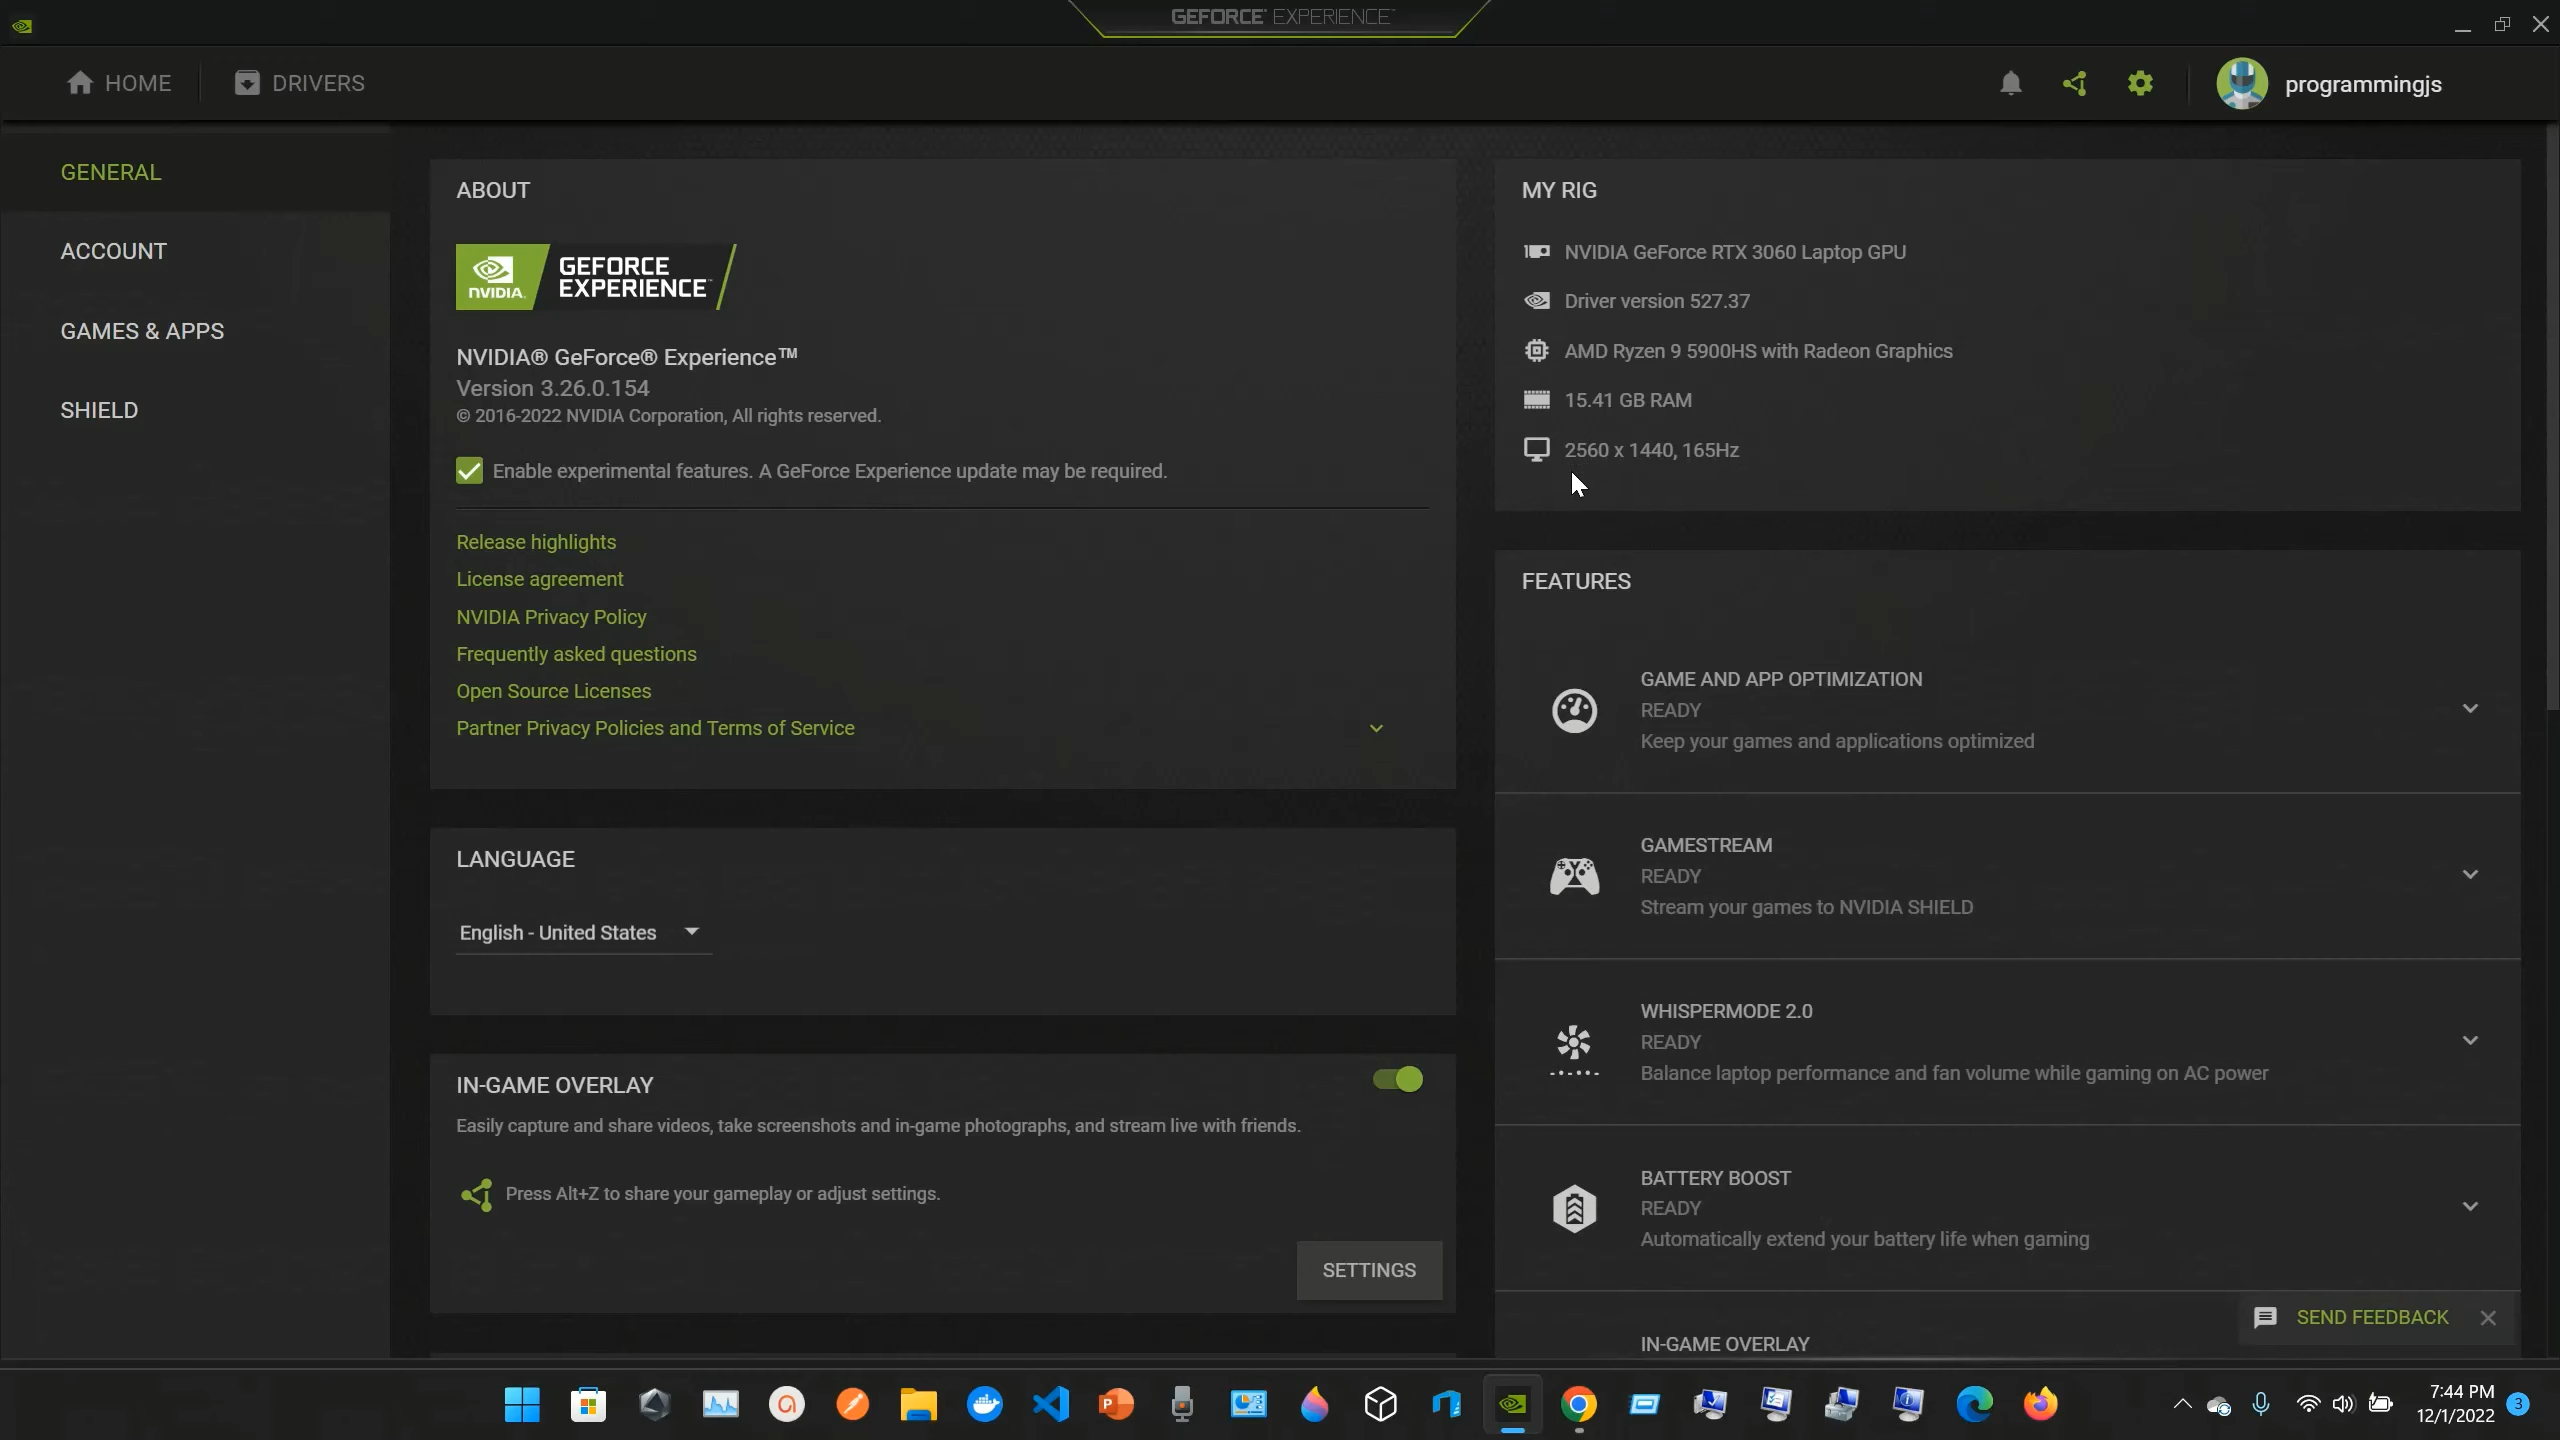 GEFORCE® EXPERIENCE™
HOME
DRIVERS
programmingjs
GENERAL
ACCOUNT
GAMES & APPS
SHIELD
ABOUT
NVIDIA.
GEFORCE
EXPERIENCE™
NVIDIA® GeForce® Experience™
Version 3.26.0.154
© 2016-2022 NVIDIA Corporation, All rights reserved.
Enable experimental features. A GeForce Experience update may be required.
Release highlights
License agreement
NVIDIA Privacy Policy
Frequently asked questions
Open Source Licenses
Partner Privacy Policies and Terms of Service
LANGUAGE
English - United States
IN-GAME OVERLAY
Easily capture and share videos, take screenshots and in-game photographs, and stream live with friends.
Press Alt+Z to share your gameplay or adjust settings.
SETTINGS
MY RIG
NVIDIA GeForce RTX 3060 Laptop GPU
Driver version 527.37
AMD Ryzen 9 5900HS with Radeon Graphics
15.41 GB RAM
2560 x 1440, 165Hz
FEATURES
GAME AND APP OPTIMIZATION
READY
Keep your games and applications optimized
GAMESTREAM
READY
Stream your games to NVIDIA SHIELD
WHISPERMODE 2.0
READY
Balance laptop performance and fan volume while gaming on AC power
BATTERY BOOST
READY
Automatically extend your battery life when gaming
IN-GAME OVERLAY
SEND FEEDBACK
7:44 PM
12/1/2022
3